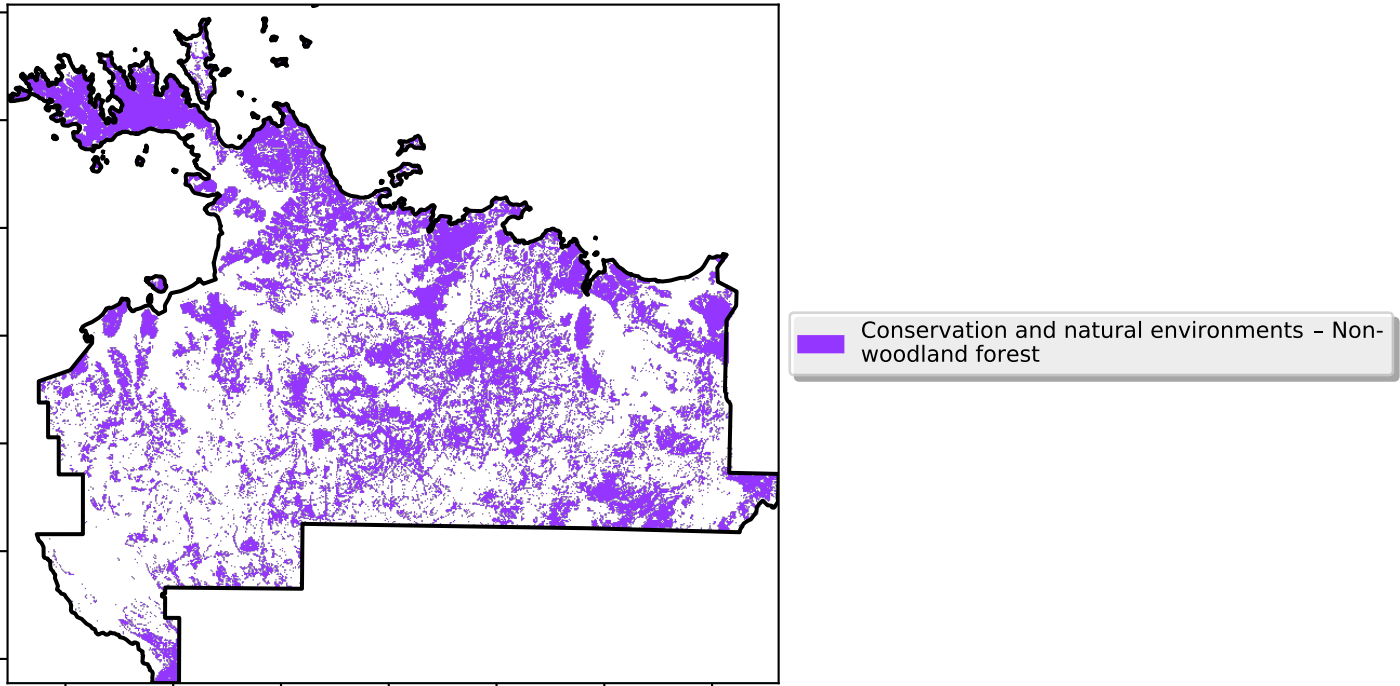 Conservation and natural environments – Non-
woodland forest